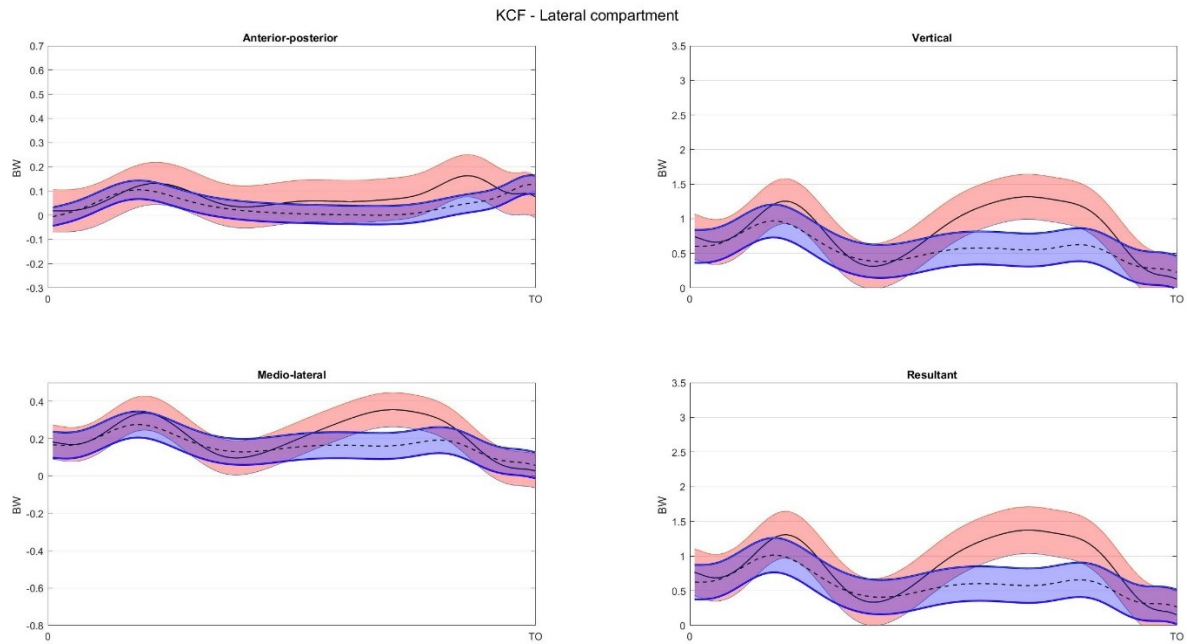 KCF - Lateral compartment
Anterior-posterior
0.7
0.6
0.5
0.4
0.3
0.2
0.1
0
-0.1
-0.2
-0.3
BW
0
TO
Vertical
3.5
3
2.5
2
1.5
1
0.5
0
BW
0
TO
Medio-lateral
0.4
0.2
0
-0.2
-0.4
-0.6
-0.8
BW
0
TO
Resultant
3.5
3
2.5
2
1.5
1
0.5
0
BW
0
TO